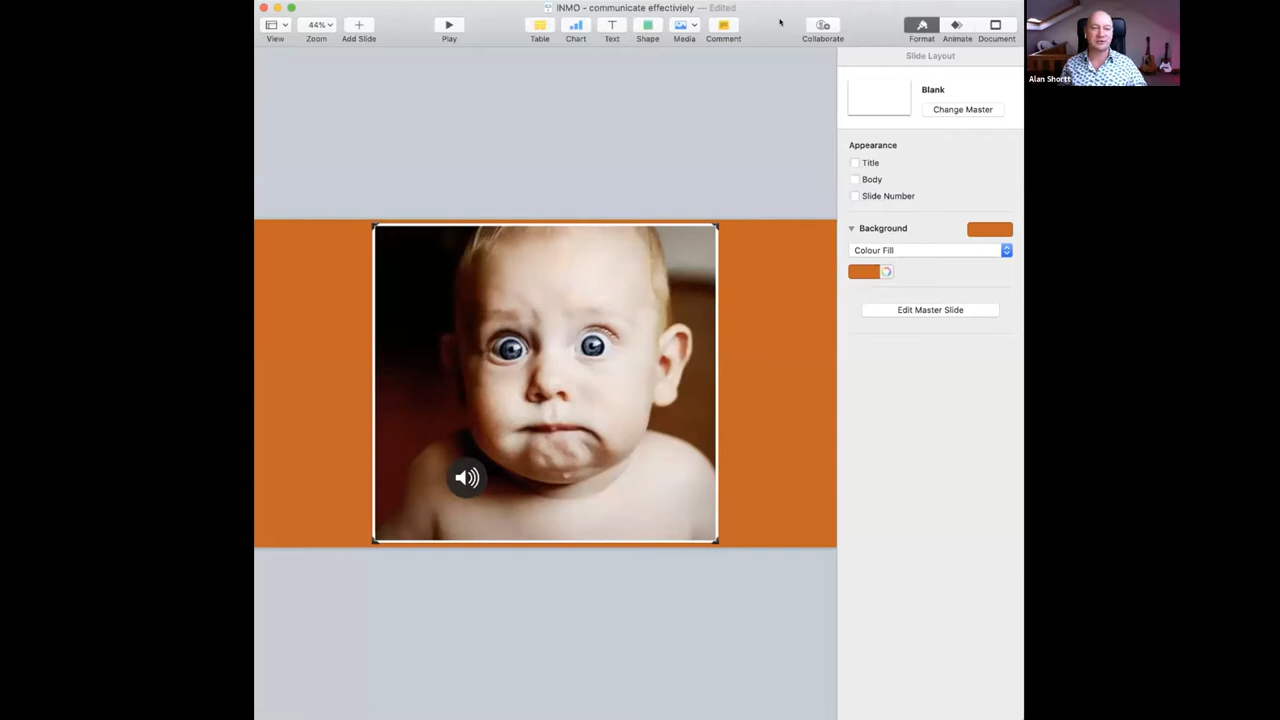 INMO - communicate effectiviely — Edited
View
44%
Zoom
Add Slide
Play
Table
Chart
Text
Shape
Media
Comment
Collaborate
Format
Animate
Document
Slide Layout
Blank
Change Master
Appearance
Title
Body
Slide Number
Background
Colour Fill
Edit Master Slide
Alan Shortt